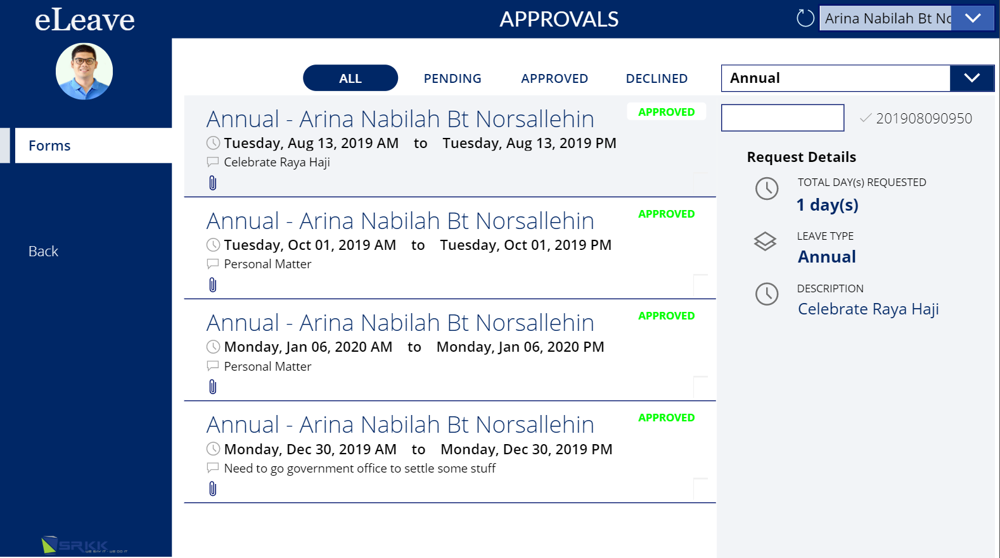 eLeave
APPROVALS
Arina Nabilah Bt No
ALL
PENDING
APPROVED
DECLINED
Annual
Forms
Back
Annual - Arina Nabilah Bt Norsallehin
APPROVED
Tuesday, Aug 13, 2019 AM to Tuesday, Aug 13, 2019 PM
Celebrate Raya Haji
Annual - Arina Nabilah Bt Norsallehin
APPROVED
Tuesday, Oct 01, 2019 AM to Tuesday, Oct 01, 2019 PM
Personal Matter
Annual - Arina Nabilah Bt Norsallehin
APPROVED
Monday, Jan 06, 2020 AM to Monday, Jan 06, 2020 PM
Personal Matter
Annual - Arina Nabilah Bt Norsallehin
APPROVED
Monday, Dec 30, 2019 AM to Monday, Dec 30, 2019 PM
Need to go government office to settle some stuff
201908090950
Request Details
TOTAL DAY(s) REQUESTED
1 day(s)
LEAVE TYPE
Annual
DESCRIPTION
Celebrate Raya Haji
SRKK
WE SAY IT - WE DO IT